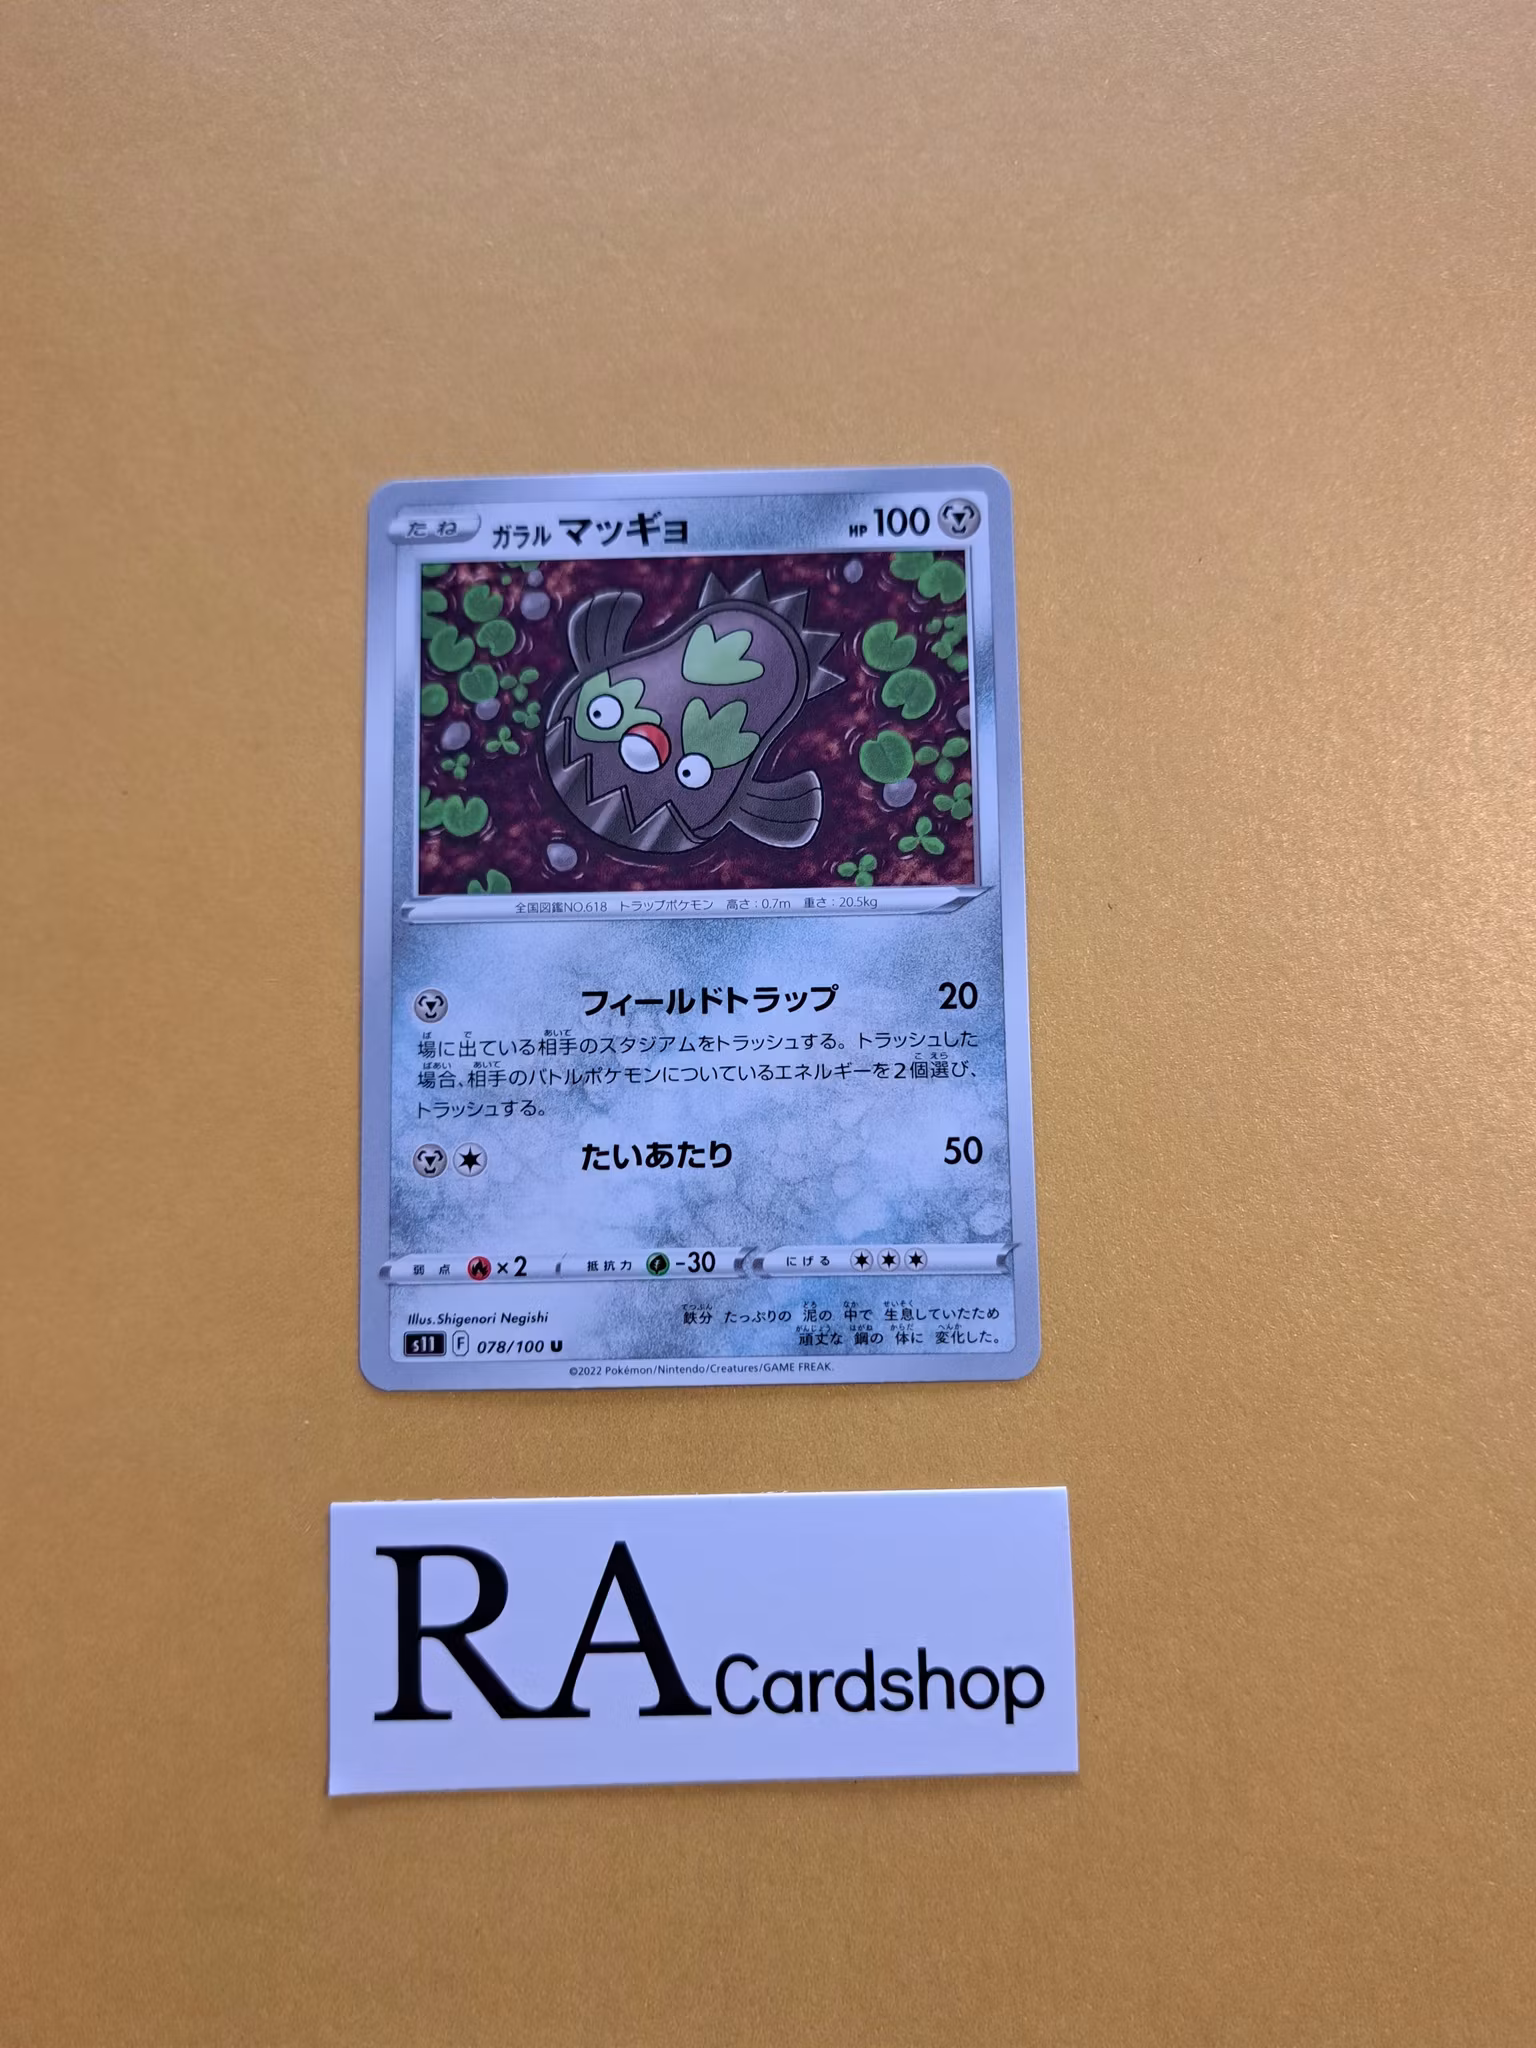 たね ガラル マッギョ HP 100
全国図鑑NO.618 トラップポケモン 高さ:0.7m 重さ:20.5kg
フィールドトラップ 20
場に出ている相手のスタジアムをトラッシュする。トラッシュした
場合、相手のバトルポケモンについているエネルギーを2個選び、
トラッシュする。
たいあたり 50
弱点 ×2 抵抗力 -30 にげる
Illus.Shigenori Negishi
鉄分 たっぷりの 泥の 中で 生息していたため
頑丈な 鋼の 体に 変化した。
s11 F 078/100 U
©2022 Pokémon/Nintendo/Creatures/GAME FREAK.
RA Cardshop